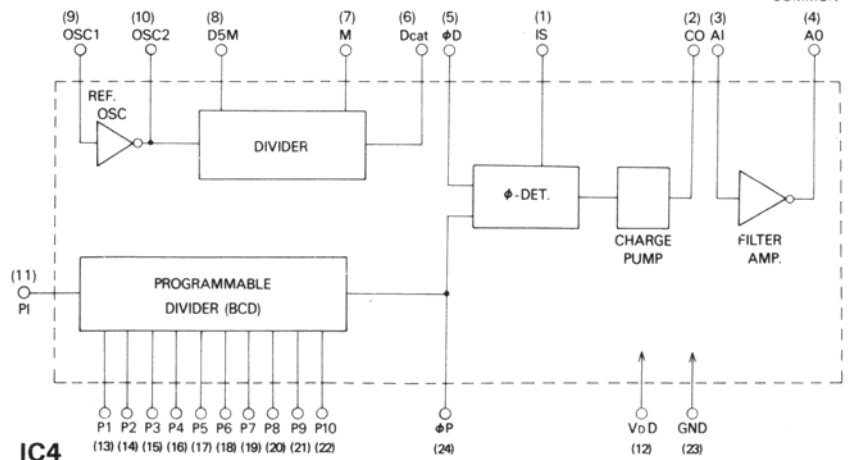 COMMON
(9) (10) (8) (7) (6) (5) (1) (2) (3) (4)
OSC1 OSC2 D5M M Dcat φD IS CO AI AO
REF.
OSC
DIVIDER
φ-DET.
CHARGE
PUMP
FILTER
AMP.
(11)
PI
PROGRAMMABLE
DIVIDER (BCD)
P1 P2 P3 P4 P5 P6 P7 P8 P9 P10 φP VDD GND
(13) (14) (15) (16) (17) (18) (19) (20) (21) (22) (24) (12) (23)
IC4